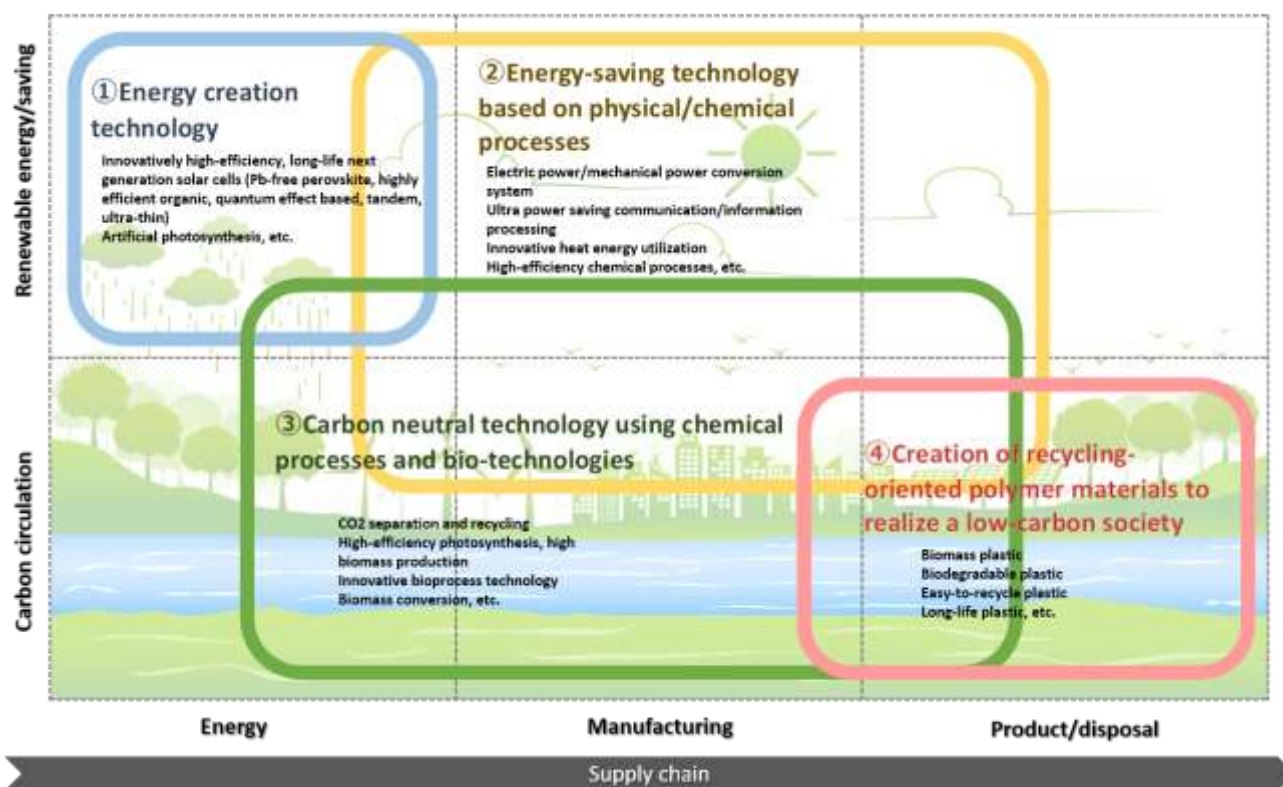 Renewable energy/saving
①Energy creation
technology
Innovatively high-efficiency, long-life next
generation solar cells (Pb-free perovskite, highly
efficient organic, quantum effect based, tandem,
ultra-thin)
Artificial photosynthesis, etc.
②Energy-saving technology
based on physical/chemical
processes
Electric power/mechanical power conversion
system
Ultra power saving communication/information
processing
Innovative heat energy utilization
High-efficiency chemical processes, etc.
Carbon circulation
③Carbon neutral technology using chemical
processes and bio-technologies
CO2 separation and recycling
High-efficiency photosynthesis, high
biomass production
Innovative bioprocess technology
Biomass conversion, etc.
④Creation of recycling-
oriented polymer materials to
realize a low-carbon society
Biomass plastic
Biodegradable plastic
Easy-to-recycle plastic
Long-life plastic, etc.
Energy
Manufacturing
Product/disposal
Supply chain